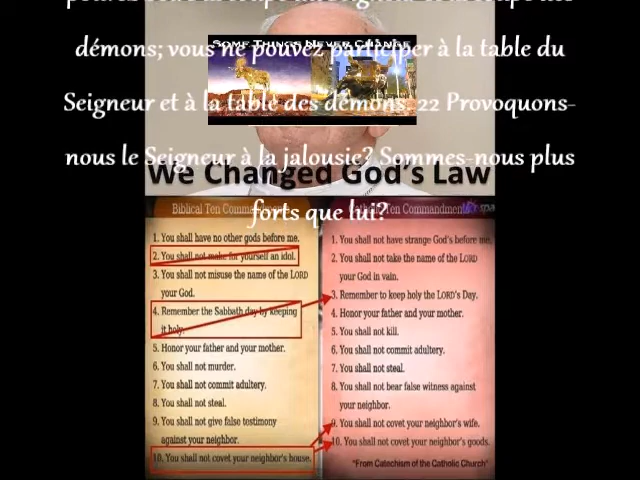 démons; vous ne pouvez participer à la table du
SOME THINGS NEVER CHANGE
Seigneur et à la table des démons. 22 Provoquons-
nous le Seigneur à la jalousie? Sommes-nous plus
We Changed God's Law
forts que lui?
Biblical Ten
Ten Commandment
1. You shall have no other gods before me.
2. You shall not make for yourself an idol.
3. You shall not misuse the name of the LORD
your God.
4. Remember the Sabbath day by keeping
it holy.
5. Honor your father and your mother.
6. You shall not murder.
7. You shall not commit adultery.
8. You shall not steal.
9. You shall not give false testimony
against your neighbor.
10. You shall not covet your neighbor's house.
1. You shall not have strange God's before me.
2. You shall not take the name of the LORD
your God in vain.
3. Remember to keep holy the LORD's Day.
4. Honor your father and your mother.
5. You shall not kill.
6. You shall not commit adultery.
7. You shall not steal.
8. You shall not bear false witness against
your neighbor.
9. You shall not covet your neighbor's wife.
10. You shall not covet your neighbor's goods.
"From Catechism of the Catholic Church"